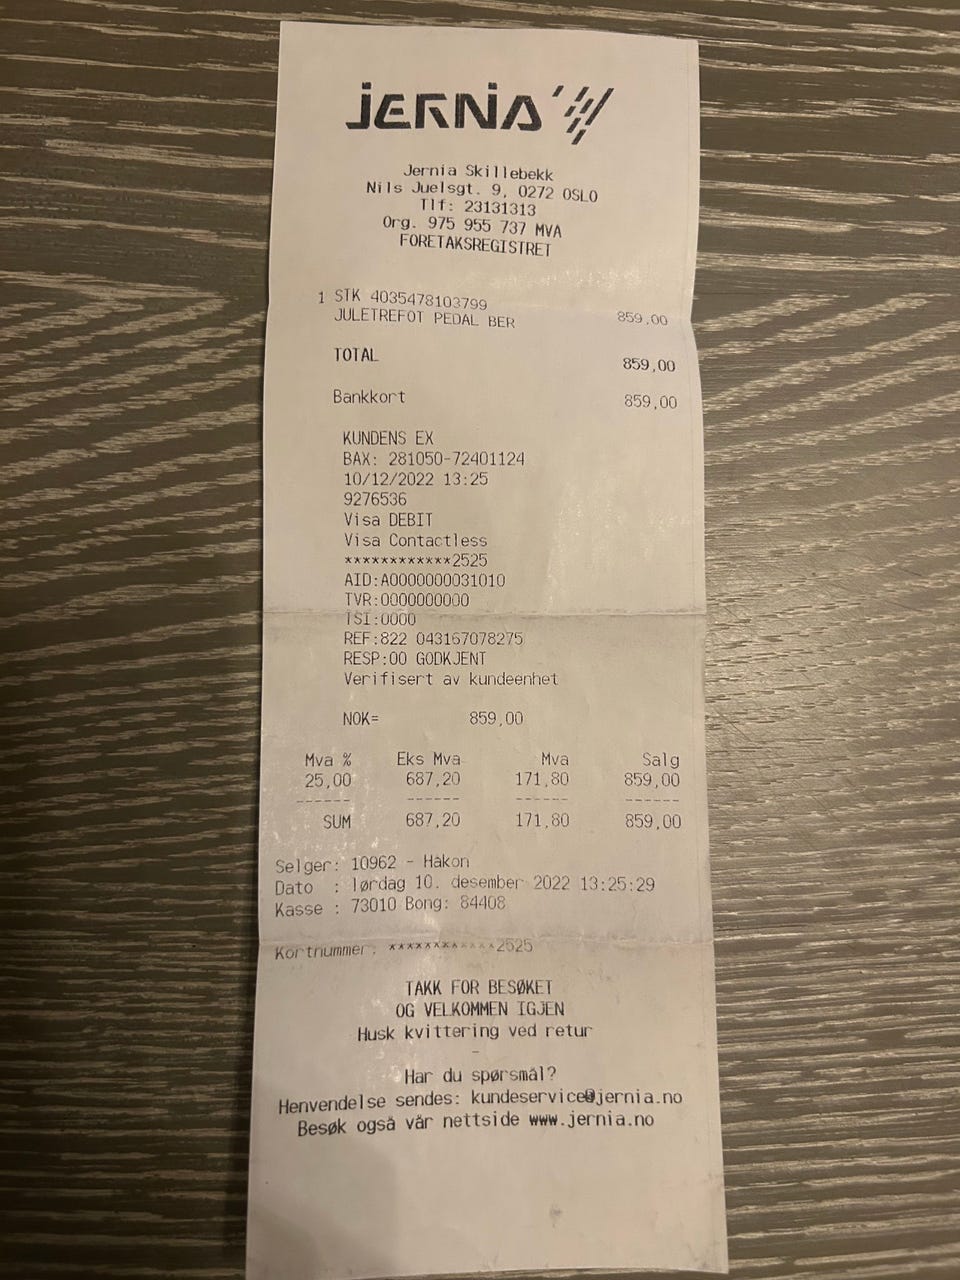 JERNIA
Jernia Skillebekk
Nils Juelsgt. 9, 0272 OSLO
Tlf: 23131313
Org. 975 955 737 MVA
FORETAKSREGISTRET
1 STK 4035478103799
JULETREFOT PEDAL BER 859,00
TOTAL 859,00
Bankkort 859,00
KUNDENS EX
BAX: 281050-72401124
10/12/2022 13:25
9276536
Visa DEBIT
Visa Contactless
************2525
AID:A0000000031010
TVR:0000000000
TSI:0000
REF:822 043167078275
RESP:00 GODKJENT
Verifisert av kundeenhet
NOK= 859,00
Mva % Eks Mva Mva Salg
25,00 687,20 171,80 859,00
------ ------ ------ ------
SUM 687,20 171,80 859,00
Selger: 10962 - Håkon
Dato : lørdag 10. desember 2022 13:25:29
Kasse : 73010 Bong: 84408
Kortnummer: ************2525
TAKK FOR BESØKET
OG VELKOMMEN IGJEN
Husk kvittering ved retur
-
Har du spørsmål?
Henvendelse sendes: kundeservice@jernia.no
Besøk også vår nettside www.jernia.no